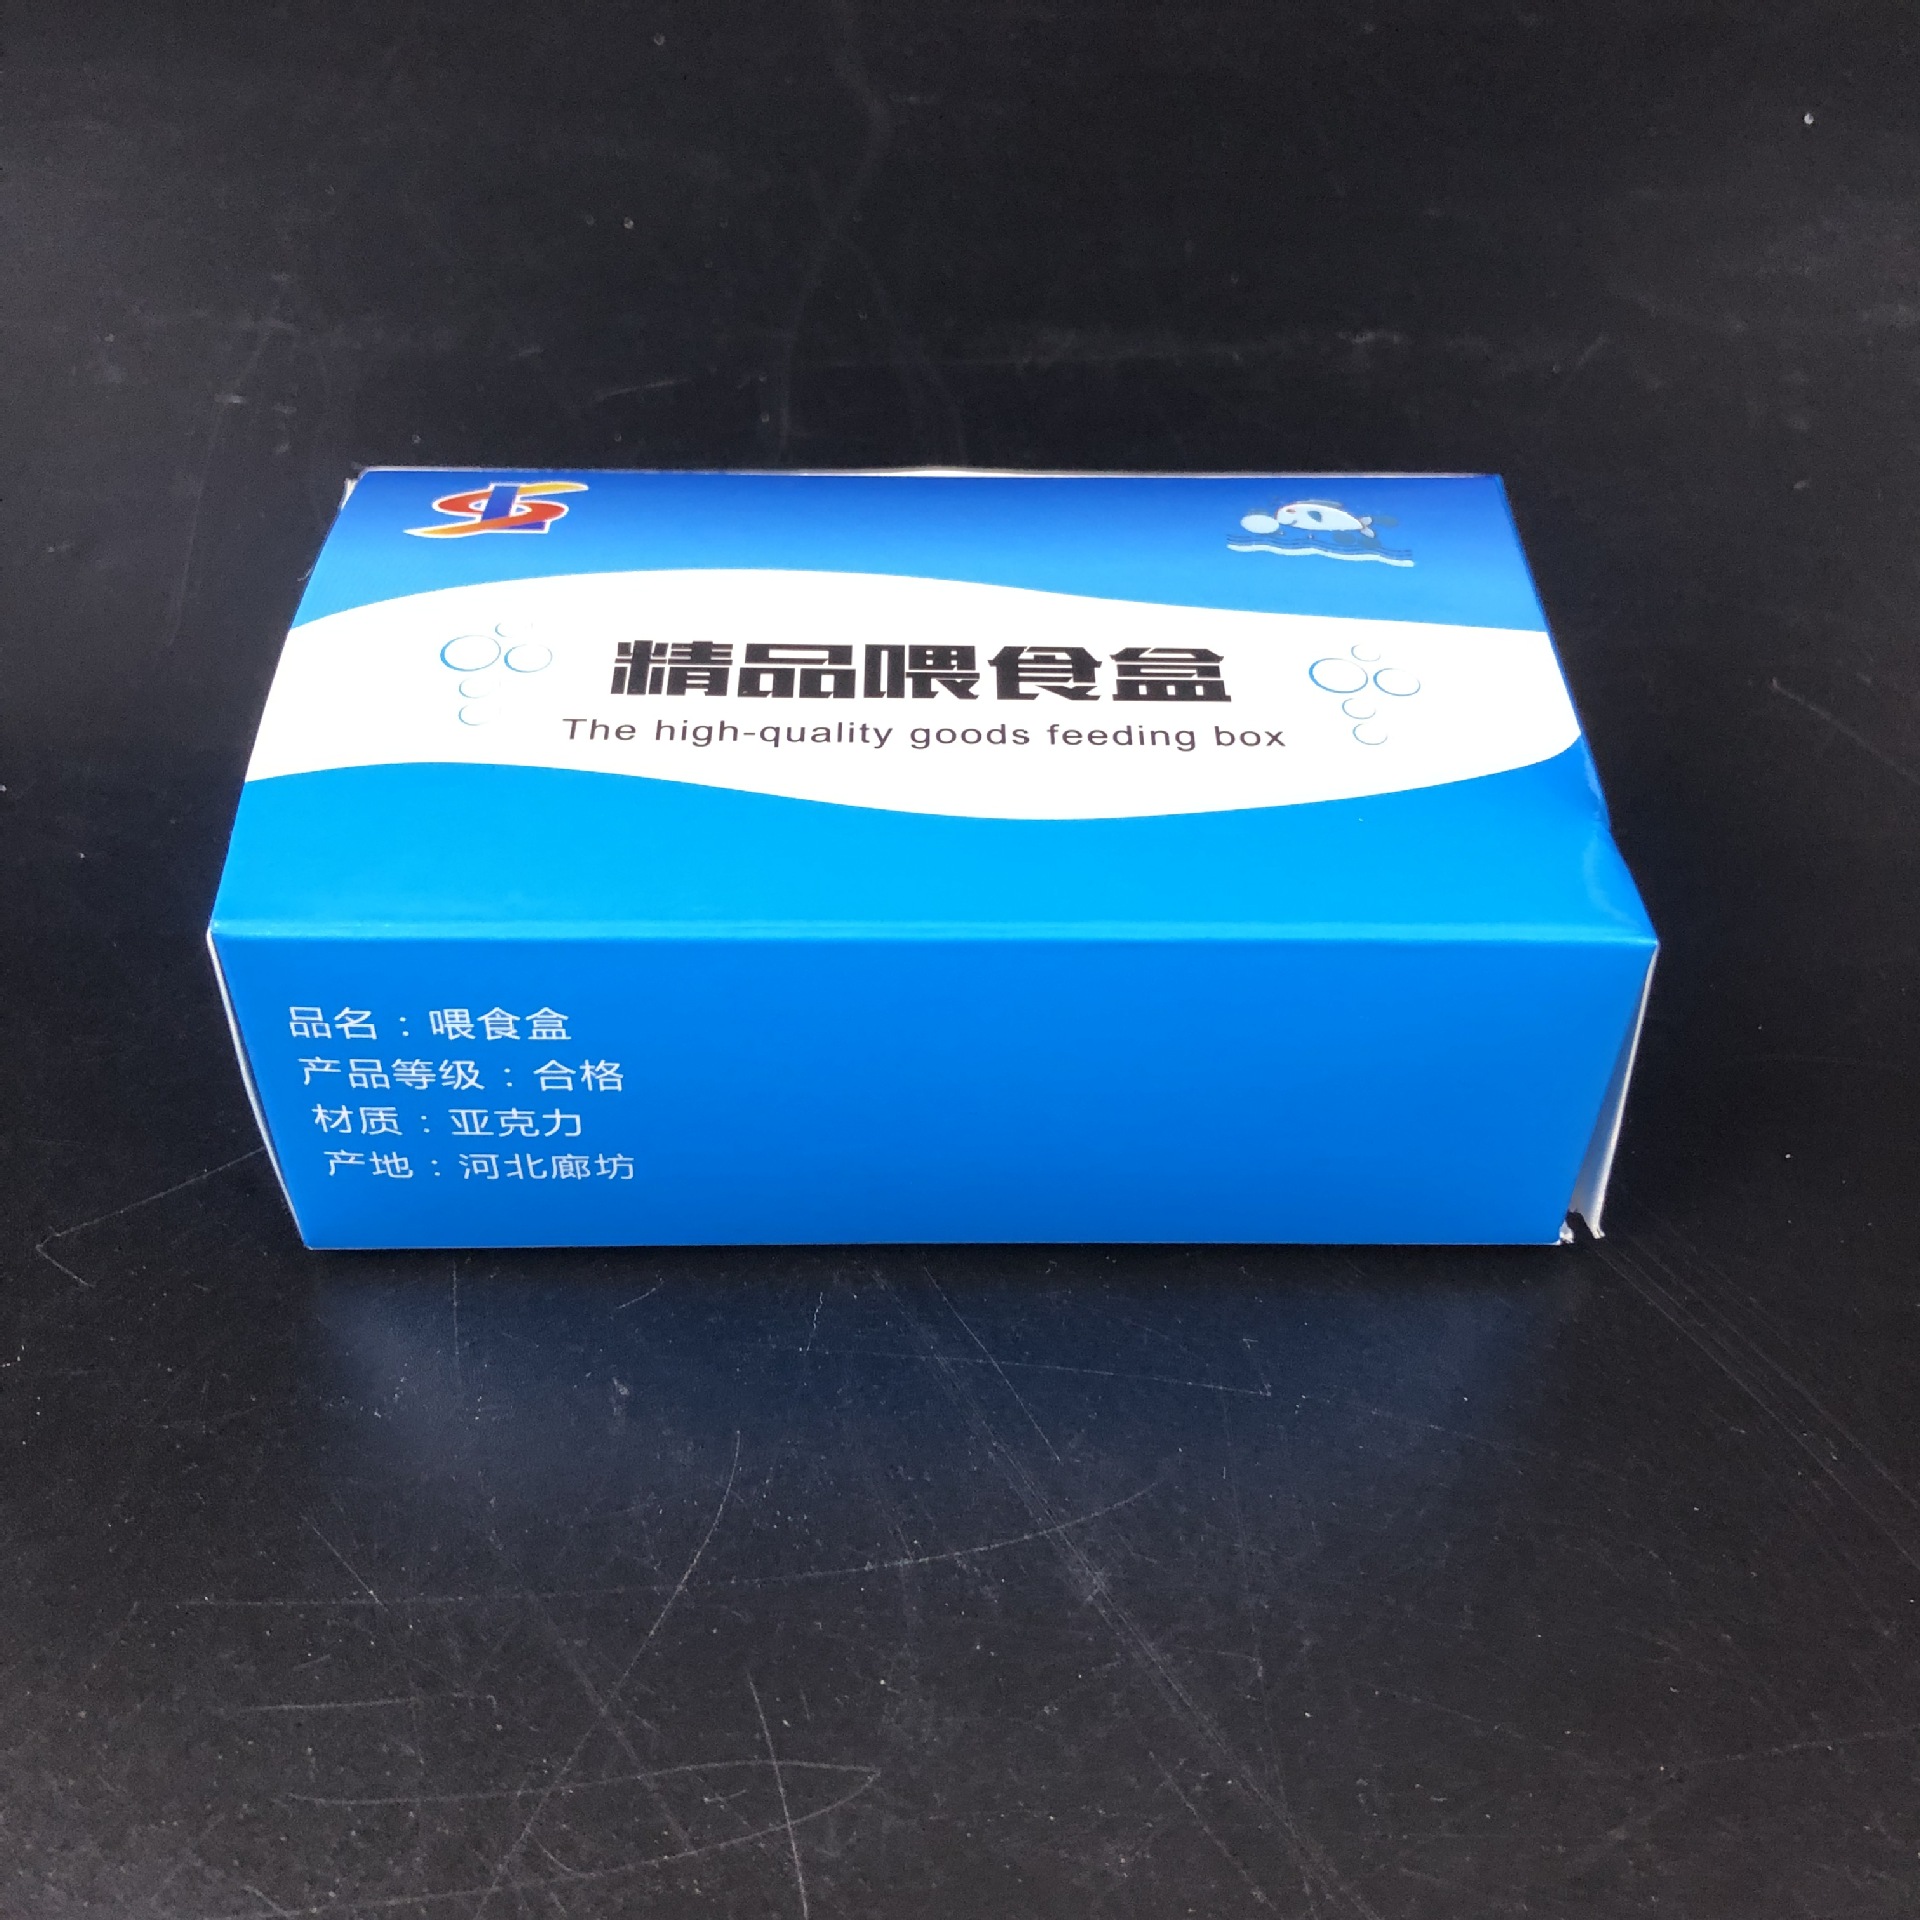 精品喂食盒
The high-quality goods feeding box
品名：喂食盒
产品等级：合格
材质：亚克力
产地：河北廊坊